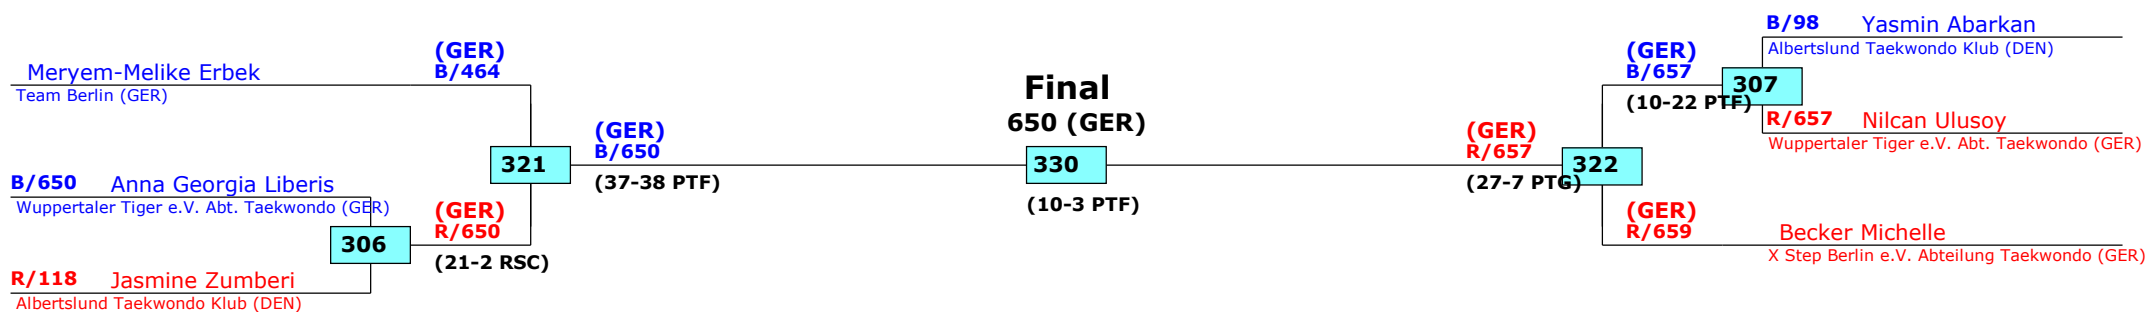 Meryem-Melike Erbek
Team Berlin (GER)
(GER)
B/464
B/650 Anna Georgia Liberis
Wuppertaler Tiger e.V. Abt. Taekwondo (GER)
306
R/118 Jasmine Zumberi
Albertslund Taekwondo Klub (DEN)
(GER)
R/650
(21-2 RSC)
321
(GER)
B/650
(37-38 PTF)
Final
650 (GER)
330
(10-3 PTF)
(GER)
R/657
(27-7 PTG)
322
(GER)
B/657
(10-22 PTF)
307
B/98 Yasmin Abarkan
Albertslund Taekwondo Klub (DEN)
R/657 Nilcan Ulusoy
Wuppertaler Tiger e.V. Abt. Taekwondo (GER)
(GER)
R/659
Becker Michelle
X Step Berlin e.V. Abteilung Taekwondo (GER)